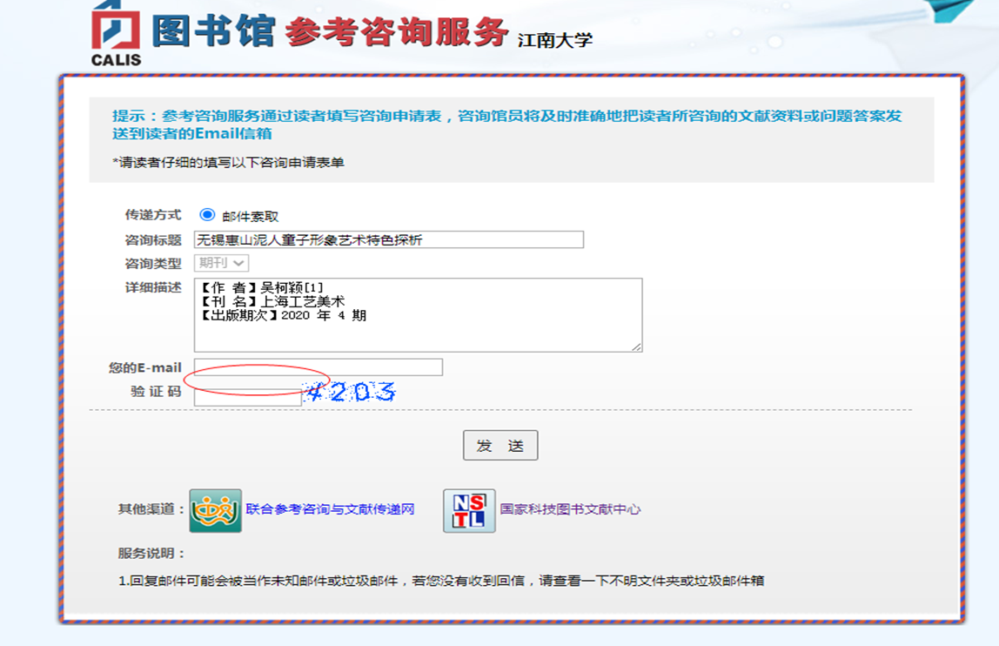 CALIS
图书馆 参考咨询服务 江南大学
提示：参考咨询服务通过读者填写咨询申请表，咨询馆员将及时准确地把读者所咨询的文献资料或问题答案发
送到读者的Email信箱
*请读者仔细的填写以下咨询申请表单
传递方式 邮件索取
咨询标题 无锡惠山泥人童子形象艺术特色探析
咨询类型 期刊
详细描述 【作 者】吴柯颖[1]
【刊 名】上海工艺美术
【出版期次】2020 年 4 期
您的E-mail
验 证 码 4203
发 送
其他渠道： 联合参考咨询与文献传递网 NSTL 国家科技图书文献中心
服务说明：
1.回复邮件可能会被当作未知邮件或垃圾邮件，若您没有收到回信，请查看一下不明文件夹或垃圾邮件箱